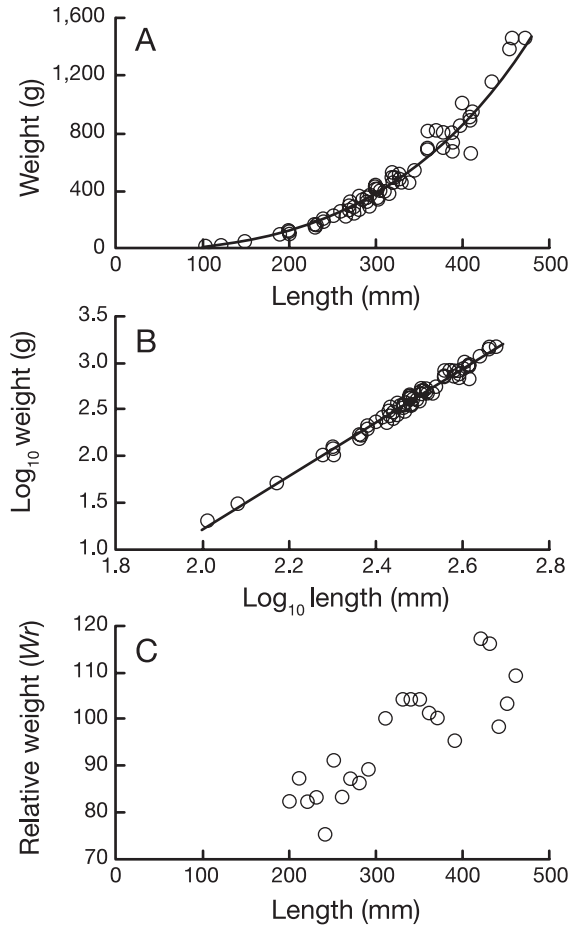 A
Weight (g)
1,600
1,200
800
400
0
0 100 200 300 400 500
Length (mm)
B
Log₁₀ weight (g)
3.5
3.0
2.5
2.0
1.5
1.0
1.8 2.0 2.2 2.4 2.6 2.8
Log₁₀ length (mm)
C
Relative weight (Wr)
120
110
100
90
80
70
0 100 200 300 400 500
Length (mm)